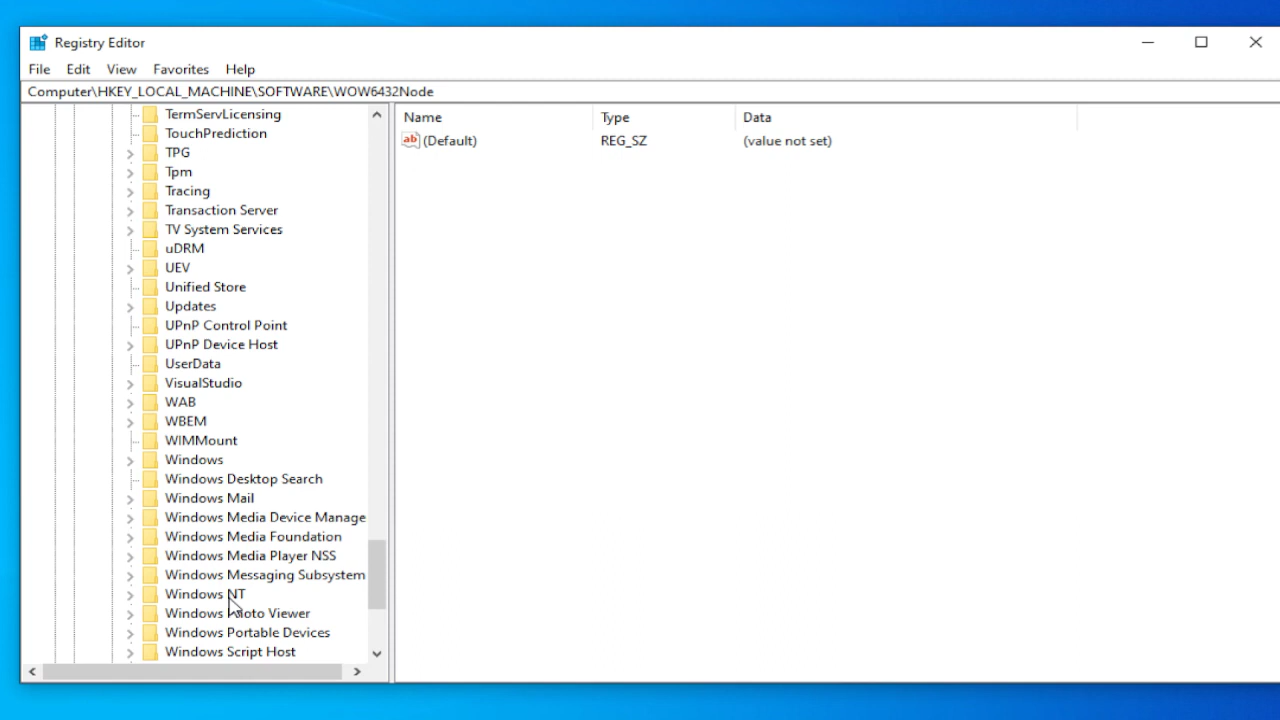 Registry Editor
File Edit View Favorites Help
Computer\HKEY_LOCAL_MACHINE\SOFTWARE\WOW6432Node
TermServLicensing
TouchPrediction
TPG
Tpm
Tracing
Transaction Server
TV System Services
uDRM
UEV
Unified Store
Updates
UPnP Control Point
UPnP Device Host
UserData
VisualStudio
WAB
WBEM
WIMMount
Windows
Windows Desktop Search
Windows Mail
Windows Media Device Manage
Windows Media Foundation
Windows Media Player NSS
Windows Messaging Subsystem
Windows NT
Windows Photo Viewer
Windows Portable Devices
Windows Script Host
Name Type Data
ab (Default) REG_SZ (value not set)